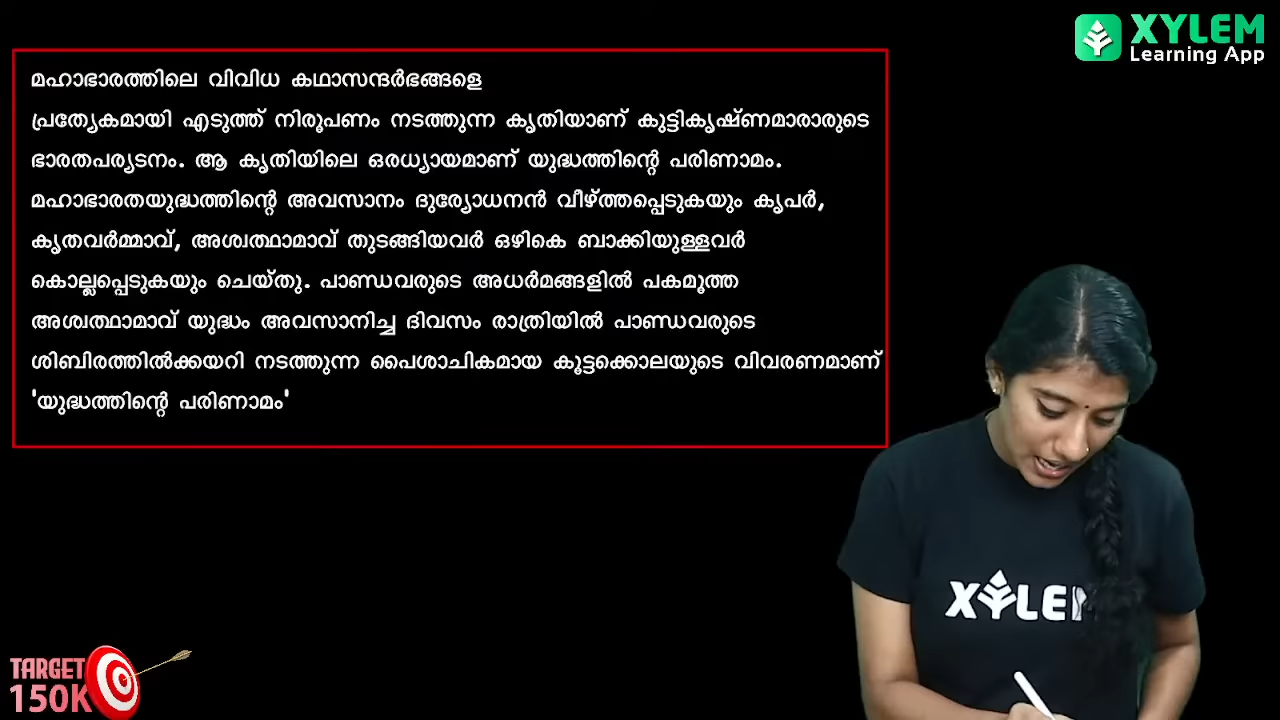 XYLEM
Learning App
മഹാഭാരത്തിലെ വിവിധ കഥാസന്ദർഭങ്ങളെ
പ്രത്യേകമായി എടുത്ത് നിരൂപണം നടത്തുന്ന കൃതിയാണ് കുട്ടികൃഷ്ണമാരാരുടെ
ഭാരതപര്യടനം. ആ കൃതിയിലെ ഒരധ്യായമാണ് യുദ്ധത്തിന്റെ പരിണാമം.
മഹാഭാരതയുദ്ധത്തിന്റെ അവസാനം ദുര്യോധനൻ വീഴ്ത്തപ്പെടുകയും കൃപർ,
കൃതവർമ്മാവ്, അശ്വത്ഥാമാവ് തുടങ്ങിയവർ ഒഴികെ ബാക്കിയുള്ളവർ
കൊല്ലപ്പെടുകയും ചെയ്തു. പാണ്ഡവരുടെ അധർമങ്ങളിൽ പകമൂത്ത
അശ്വത്ഥാമാവ് യുദ്ധം അവസാനിച്ച ദിവസം രാത്രിയിൽ പാണ്ഡവരുടെ
ശിബിരത്തിൽക്കയറി നടത്തുന്ന പൈശാചികമായ കൂട്ടക്കൊലയുടെ വിവരണമാണ്
'യുദ്ധത്തിന്റെ പരിണാമം'
XYLEM
TARGET
150K